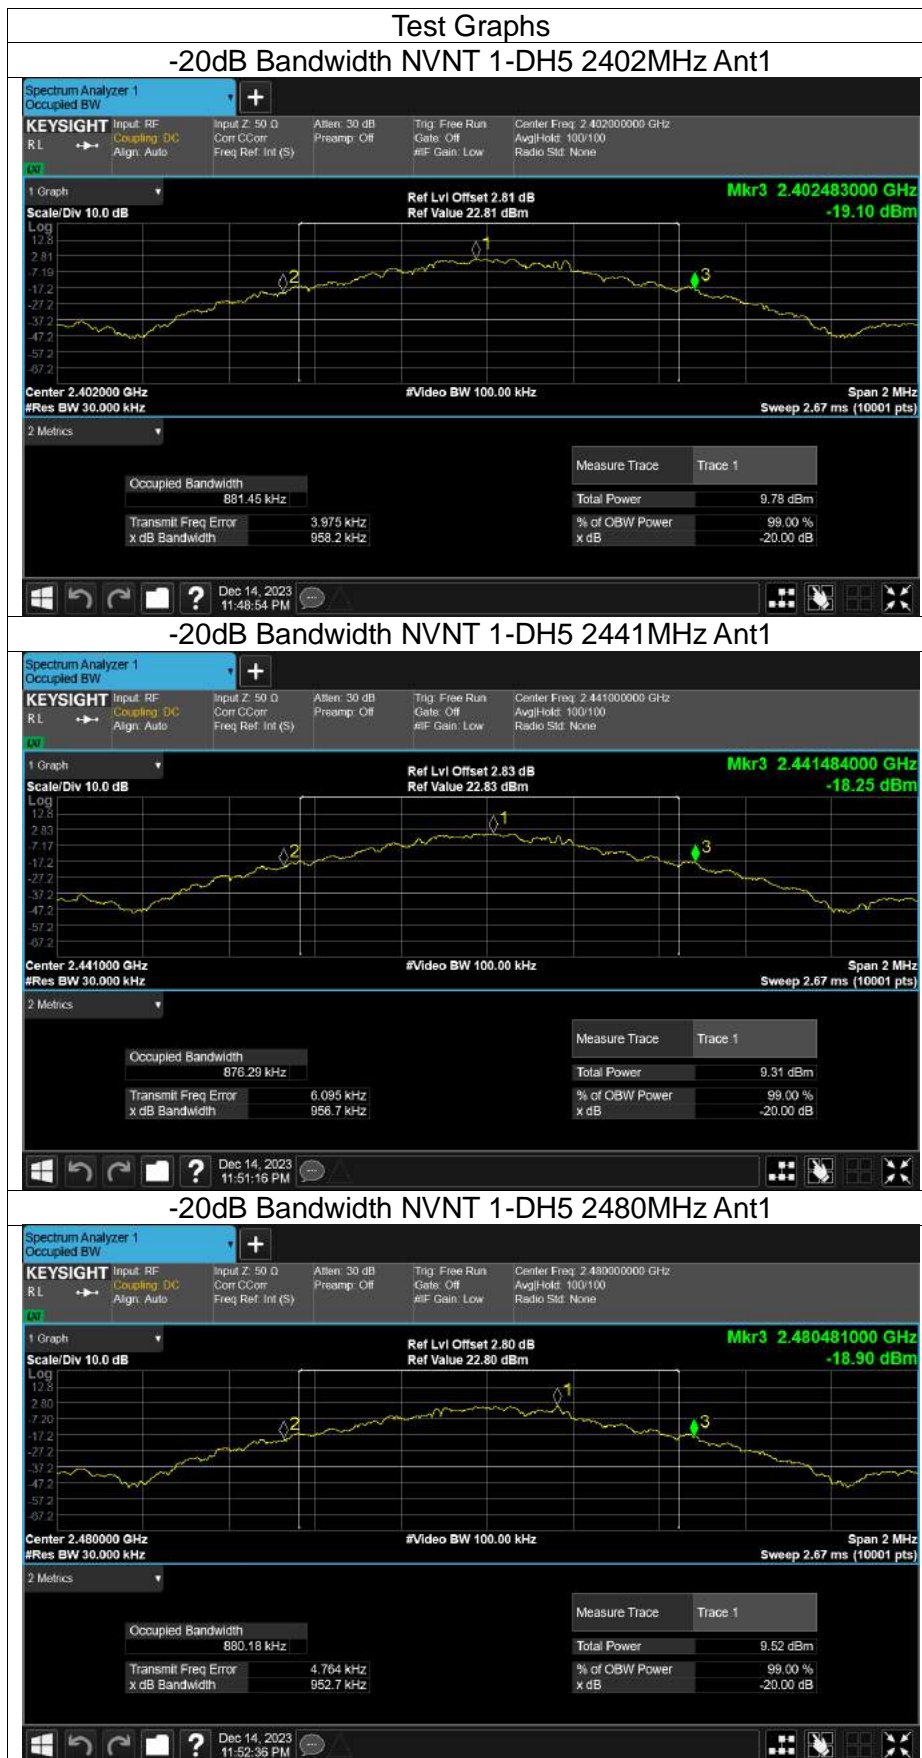 Test Graphs
-20dB Bandwidth NVNT 1-DH5 2402MHz Ant1
Spectrum Analyzer 1
Occupied BW
+
KEYSIGHT Input: RF Input Z: 50 Ω Atten: 30 dB Trig: Free Run Center Freq: 2.402000000 GHz
RL Coupling: DC Corr CCorr Preamp: Off Gate: Off Avg|Hold: 100/100
Align: Auto Freq Ref: Int (S) #IF Gain: Low Radio Std: None
LXI
1 Graph Ref Lvl Offset 2.81 dB Mkr3 2.402483000 GHz
Scale/Div 10.0 dB Ref Value 22.81 dBm -19.10 dBm
Log
12.8
2.81
-7.19
-17.2
-27.2
-37.2
-47.2
-57.2
-67.2
1
2
3
Center 2.402000 GHz #Video BW 100.00 kHz Span 2 MHz
#Res BW 30.000 kHz Sweep 2.67 ms (10001 pts)
2 Metrics
Measure Trace Trace 1
Occupied Bandwidth
881.45 kHz Total Power 9.78 dBm
Transmit Freq Error 3.975 kHz % of OBW Power 99.00 %
x dB Bandwidth 958.2 kHz x dB -20.00 dB
? Dec 14, 2023
11:48:54 PM
-20dB Bandwidth NVNT 1-DH5 2441MHz Ant1
Spectrum Analyzer 1
Occupied BW
+
KEYSIGHT Input: RF Input Z: 50 Ω Atten: 30 dB Trig: Free Run Center Freq: 2.441000000 GHz
RL Coupling: DC Corr CCorr Preamp: Off Gate: Off Avg|Hold: 100/100
Align: Auto Freq Ref: Int (S) #IF Gain: Low Radio Std: None
LXI
1 Graph Ref Lvl Offset 2.83 dB Mkr3 2.441484000 GHz
Scale/Div 10.0 dB Ref Value 22.83 dBm -18.25 dBm
Log
12.8
2.83
-7.17
-17.2
-27.2
-37.2
-47.2
-57.2
-67.2
1
2
3
Center 2.441000 GHz #Video BW 100.00 kHz Span 2 MHz
#Res BW 30.000 kHz Sweep 2.67 ms (10001 pts)
2 Metrics
Measure Trace Trace 1
Occupied Bandwidth
876.29 kHz Total Power 9.31 dBm
Transmit Freq Error 6.095 kHz % of OBW Power 99.00 %
x dB Bandwidth 956.7 kHz x dB -20.00 dB
? Dec 14, 2023
11:51:16 PM
-20dB Bandwidth NVNT 1-DH5 2480MHz Ant1
Spectrum Analyzer 1
Occupied BW
+
KEYSIGHT Input: RF Input Z: 50 Ω Atten: 30 dB Trig: Free Run Center Freq: 2.480000000 GHz
RL Coupling: DC Corr CCorr Preamp: Off Gate: Off Avg|Hold: 100/100
Align: Auto Freq Ref: Int (S) #IF Gain: Low Radio Std: None
LXI
1 Graph Ref Lvl Offset 2.80 dB Mkr3 2.480481000 GHz
Scale/Div 10.0 dB Ref Value 22.80 dBm -18.90 dBm
Log
12.8
2.80
-7.20
-17.2
-27.2
-37.2
-47.2
-57.2
-67.2
1
2
3
Center 2.480000 GHz #Video BW 100.00 kHz Span 2 MHz
#Res BW 30.000 kHz Sweep 2.67 ms (10001 pts)
2 Metrics
Measure Trace Trace 1
Occupied Bandwidth
880.18 kHz Total Power 9.52 dBm
Transmit Freq Error 4.764 kHz % of OBW Power 99.00 %
x dB Bandwidth 952.7 kHz x dB -20.00 dB
? Dec 14, 2023
11:52:36 PM